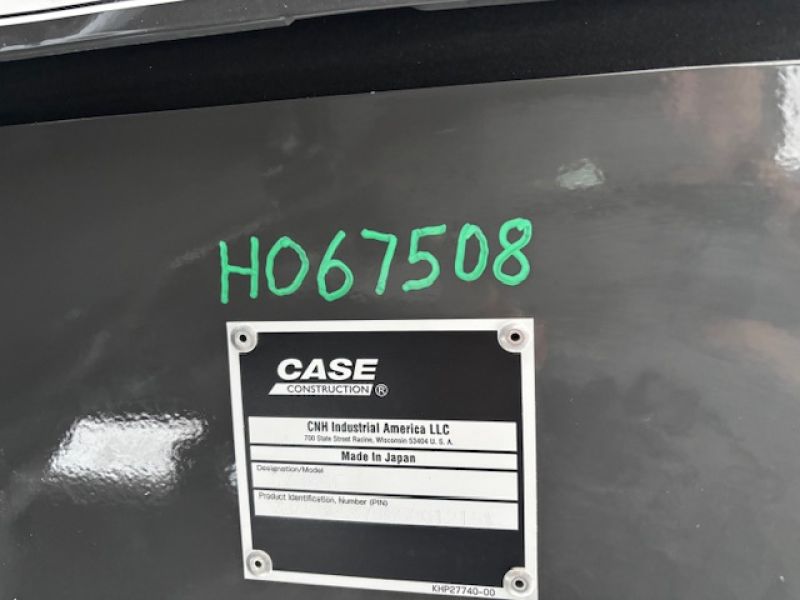 H067508
CASE
CONSTRUCTION ®
CNH Industrial America LLC
700 State Street Racine, Wisconsin 53404 U. S. A.
Made In Japan
Designation/Model
Product Identification, Number (PIN)
KHP27740-00